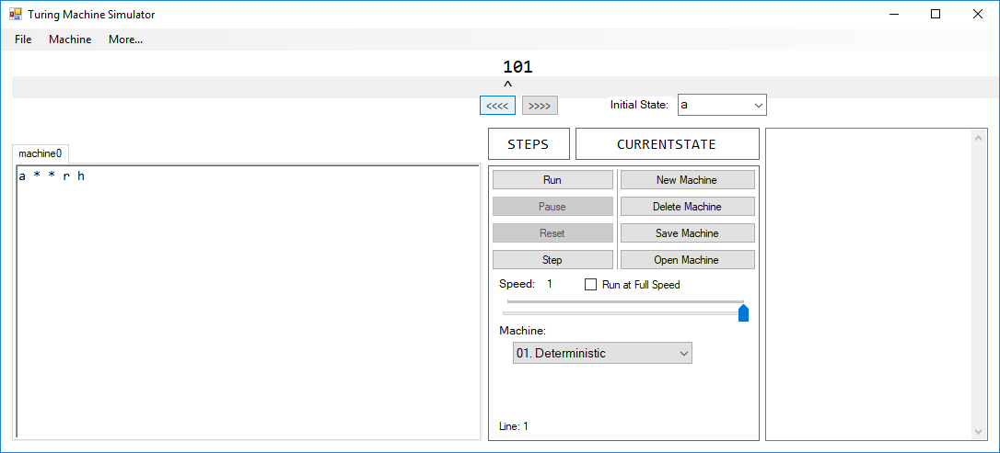 Turing Machine Simulator
File Machine More...
101
^
<<<< >>>> Initial State: a
machine0
STEPS CURRENTSTATE
a * * r h
Run New Machine
Pause Delete Machine
Reset Save Machine
Step Open Machine
Speed: 1 Run at Full Speed
Machine:
01. Deterministic
Line: 1